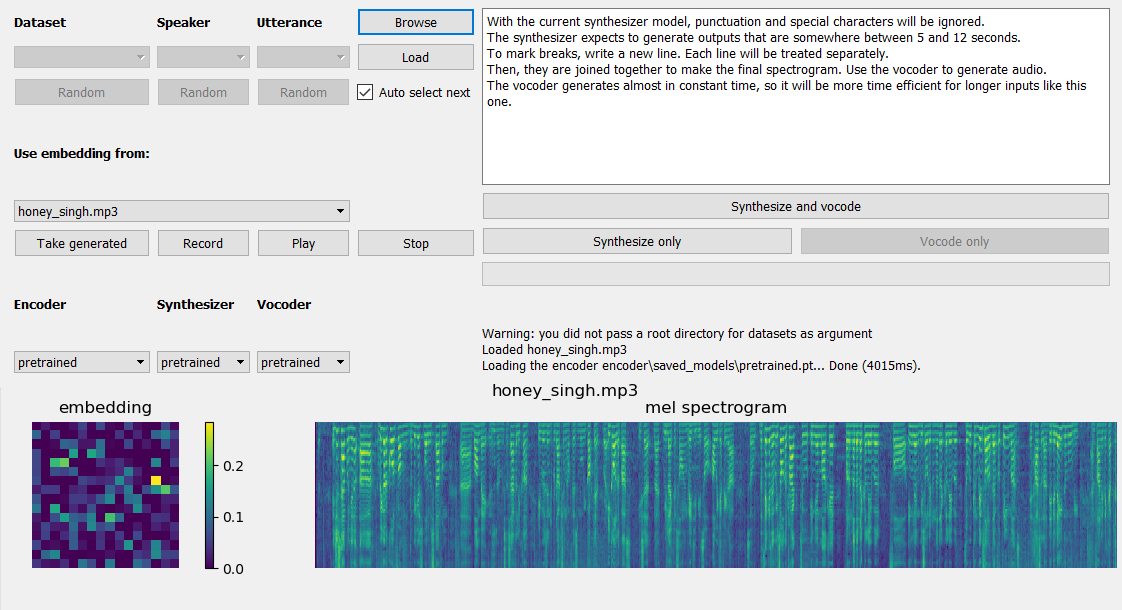 Dataset Speaker Utterance Browse
Load
Random Random Random Auto select next
Use embedding from:
honey_singh.mp3
Take generated Record Play Stop
Encoder Synthesizer Vocoder
pretrained pretrained pretrained
With the current synthesizer model, punctuation and special characters will be ignored.
The synthesizer expects to generate outputs that are somewhere between 5 and 12 seconds.
To mark breaks, write a new line. Each line will be treated separately.
Then, they are joined together to make the final spectrogram. Use the vocoder to generate audio.
The vocoder generates almost in constant time, so it will be more time efficient for longer inputs like this
one.
Synthesize and vocode
Synthesize only Vocode only
Warning: you did not pass a root directory for datasets as argument
Loaded honey_singh.mp3
Loading the encoder encoder\saved_models\pretrained.pt... Done (4015ms).
honey_singh.mp3
embedding mel spectrogram
0.2
0.1
0.0